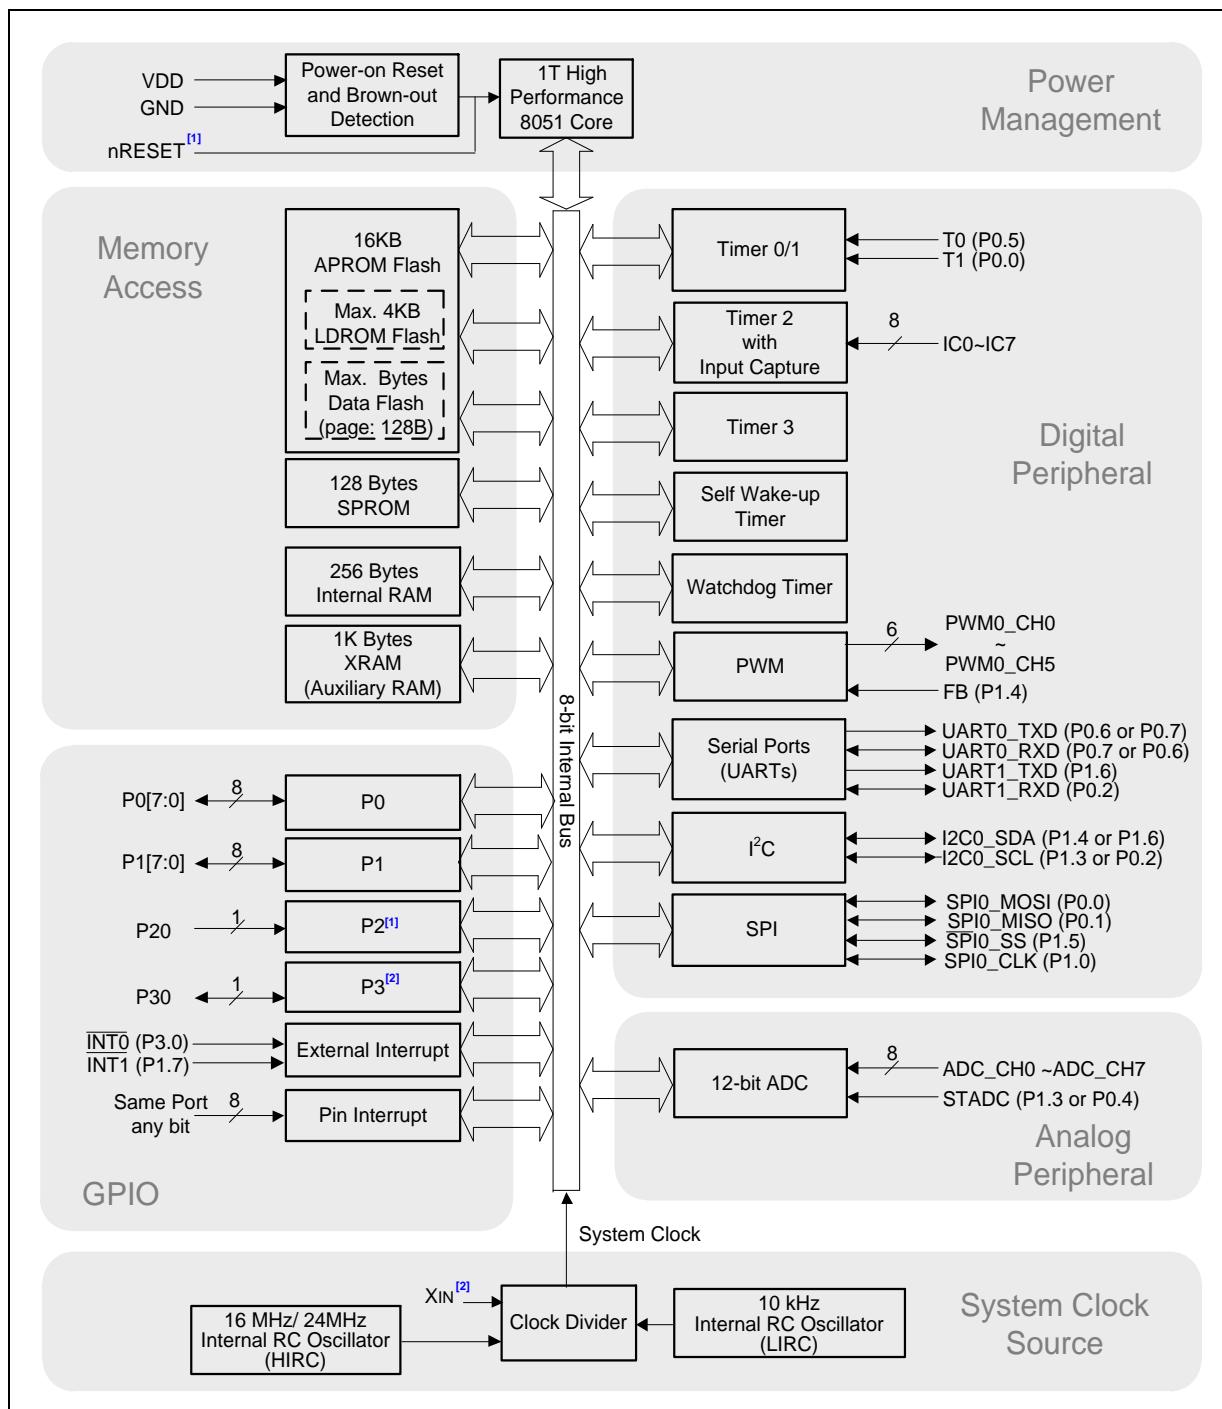 Power Management
VDD
GND
nRESET[1]
Power-on Reset
and Brown-out
Detection
1T High
Performance
8051 Core
Memory
Access
16KB
APROM Flash
Max. 4KB
LDROM Flash
Max. Bytes
Data Flash
(page: 128B)
128 Bytes
SPROM
256 Bytes
Internal RAM
1K Bytes
XRAM
(Auxiliary RAM)
8-bit Internal Bus
Digital
Peripheral
Timer 0/1
T0 (P0.5)
T1 (P0.0)
Timer 2
with
Input Capture
8
IC0~IC7
Timer 3
Self Wake-up
Timer
Watchdog Timer
PWM
6
PWM0_CH0
~
PWM0_CH5
FB (P1.4)
Serial Ports
(UARTs)
UART0_TXD (P0.6 or P0.7)
UART0_RXD (P0.7 or P0.6)
UART1_TXD (P1.6)
UART1_RXD (P0.2)
I²C
I2C0_SDA (P1.4 or P1.6)
I2C0_SCL (P1.3 or P0.2)
SPI
SPI0_MOSI (P0.0)
SPI0_MISO (P0.1)
SPI0_SS (P1.5)
SPI0_CLK (P1.0)
GPIO
P0[7:0]
8
P0
P1[7:0]
8
P1
P20
1
P2[1]
P30
1
P3[2]
INT0 (P3.0)
INT1 (P1.7)
External Interrupt
Same Port
any bit
8
Pin Interrupt
12-bit ADC
8
ADC_CH0 ~ADC_CH7
STADC (P1.3 or P0.4)
Analog
Peripheral
System Clock
XIN[2]
16 MHz/ 24MHz
Internal RC Oscillator
(HIRC)
Clock Divider
10 kHz
Internal RC Oscillator
(LIRC)
System Clock
Source